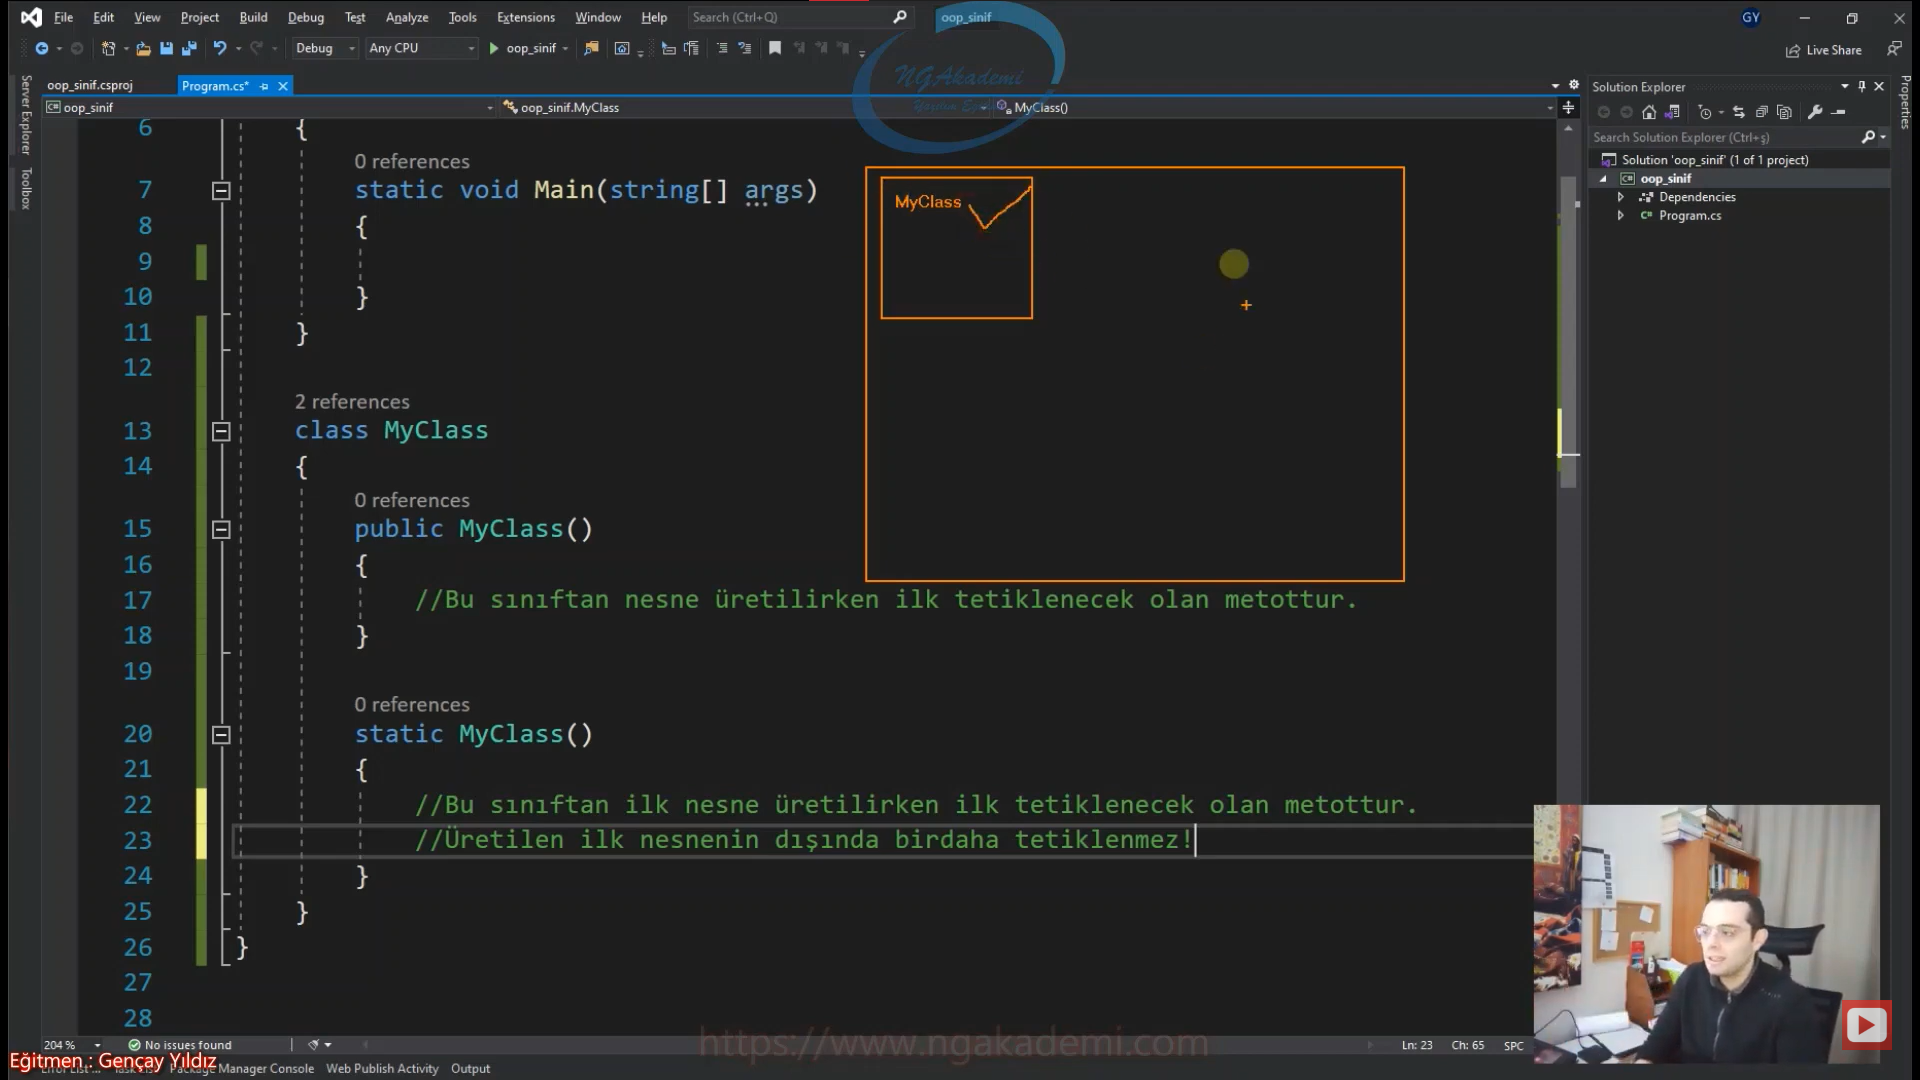 File Edit View Project Build Debug Test Analyze Tools Extensions Window Help Search (Ctrl+Q) oop_sinif GY
Debug Any CPU oop_sinif Live Share
oop_sinif.csproj Program.cs*
oop_sinif oop_sinif.MyClass MyClass()
NGAkademi
Server Explorer
Toolbox
Properties
Solution Explorer
Search Solution Explorer (Ctrl+ş)
Solution 'oop_sinif' (1 of 1 project)
oop_sinif
Dependencies
Program.cs
MyClass
6 {
0 references
7 static void Main(string[] args)
8 {
9
10 }
11 }
12
2 references
13 class MyClass
14 {
0 references
15 public MyClass()
16 {
17 //Bu sınıftan nesne üretilirken ilk tetiklenecek olan metottur.
18 }
19
0 references
20 static MyClass()
21 {
22 //Bu sınıftan ilk nesne üretilirken ilk tetiklenecek olan metottur.
23 //Üretilen ilk nesnenin dışında birdaha tetiklenmez!
24 }
25 }
26 }
27
28
204 % No issues found Ln: 23 Ch: 65 SPC
https://www.ngakademi.com
Eğitmen : Gençay Yıldız
Package Manager Console Web Publish Activity Output